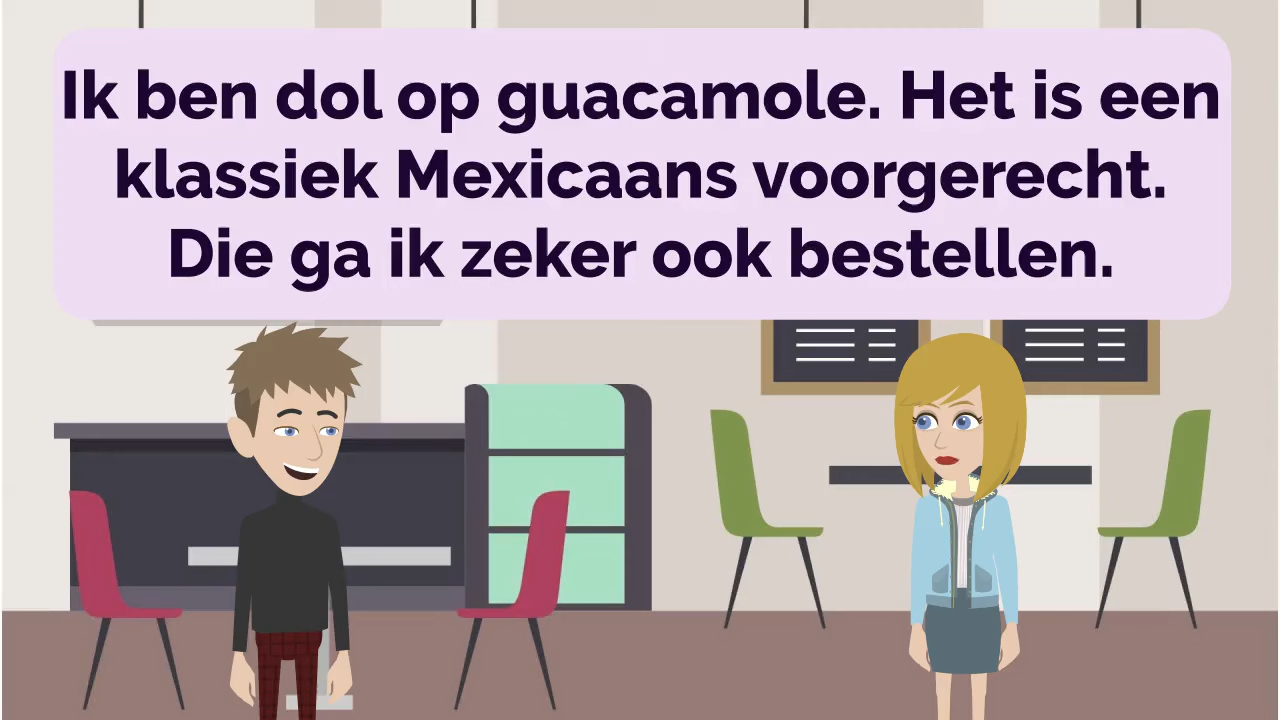 Ik ben dol op guacamole. Het is een
klassiek Mexicaans voorgerecht.
Die ga ik zeker ook bestellen.